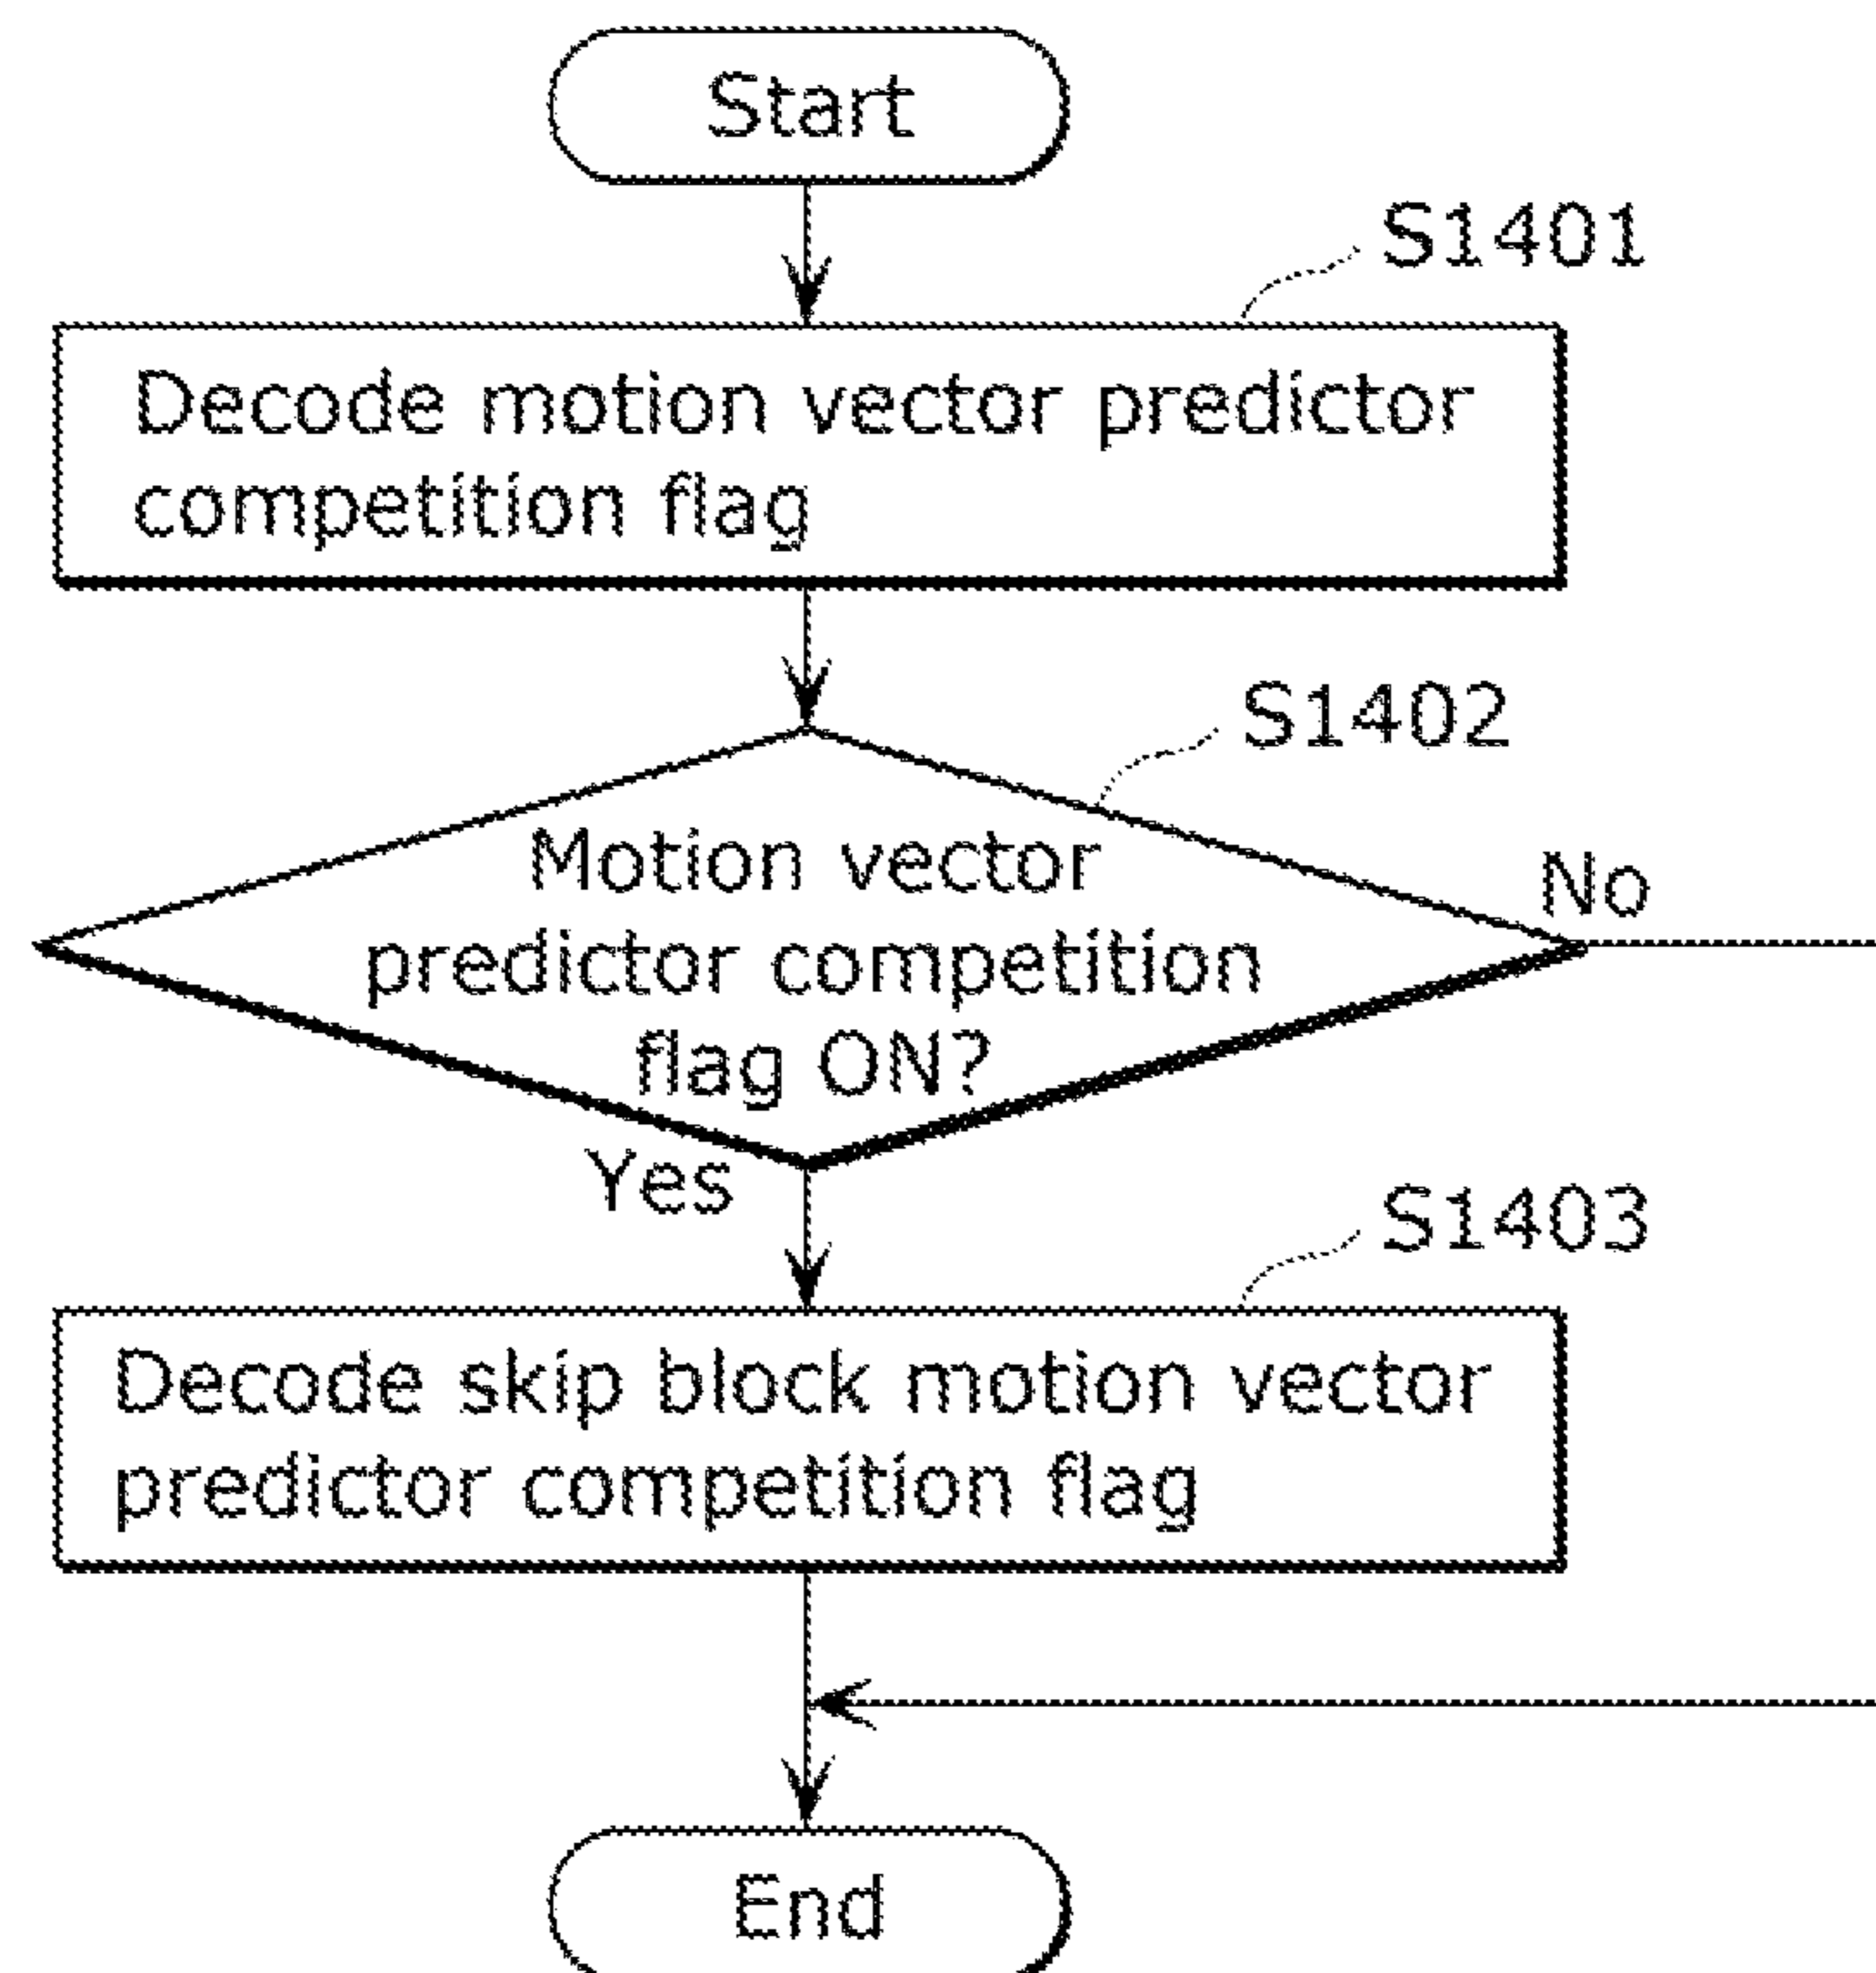 Start
S1401
Decode motion vector predictor
competition flag
S1402
Motion vector
predictor competition
flag ON?
No
Yes
S1403
Decode skip block motion vector
predictor competition flag
End